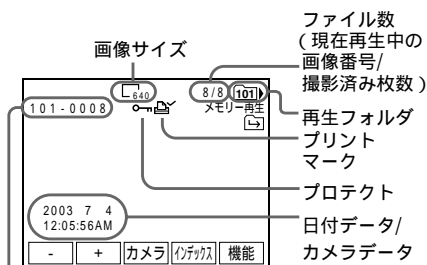 ファイル数
(現在再生中の
画像番号/
撮影済み枚数)
画像サイズ
640
8/8 101
101-0008
メモリー再生
再生フォルダ
プリント
マーク
プロテクト
2003 7 4
12:05:56AM
日付データ/
カメラデータ
- + カメラ インデックス 機能